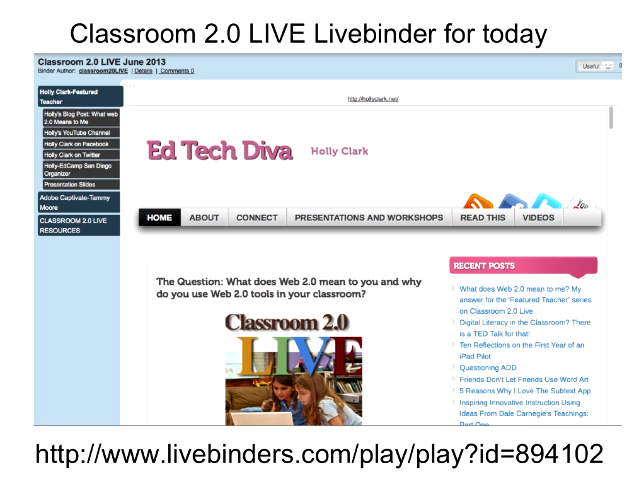 Classroom 2.0 LIVE Livebinder for today
Classroom 2.0 LIVE June 2013
Binder Author: classroom20LIVE | Details | Comments 0
Useful
0
Holly Clark-Featured
Teacher
Holly's Blog Post: What web
2.0 Means to Me
Holly's YouTube Channel
Holly Clark on Facebook
Holly Clark on Twitter
Holly-EdCamp San Diego
Organizer
Presentation Slides
Adobe Captivate-Tammy
Moore
CLASSROOM 2.0 LIVE
RESOURCES
http://hollyclark.net/
Ed Tech Diva Holly Clark
You
HOME ABOUT CONNECT PRESENTATIONS AND WORKSHOPS READ THIS VIDEOS
The Question: What does Web 2.0 mean to you and why
do you use Web 2.0 tools in your classroom?
Classroom 2.0
LIVE
RECENT POSTS
What does Web 2.0 mean to me? My
answer for the 'Featured Teacher' series
on Classroom 2.0 Live
Digital Literacy in the Classroom? There
is a TED Talk for that!
Ten Reflections on the First Year of an
iPad Pilot
Questioning ADD
Friends Don't Let Friends Use Word Art
5 Reasons Why I Love The Subtext App
Inspiring Innovative Instruction Using
Ideas From Dale Carnegie's Teachings:
Part One
http://www.livebinders.com/play/play?id=894102